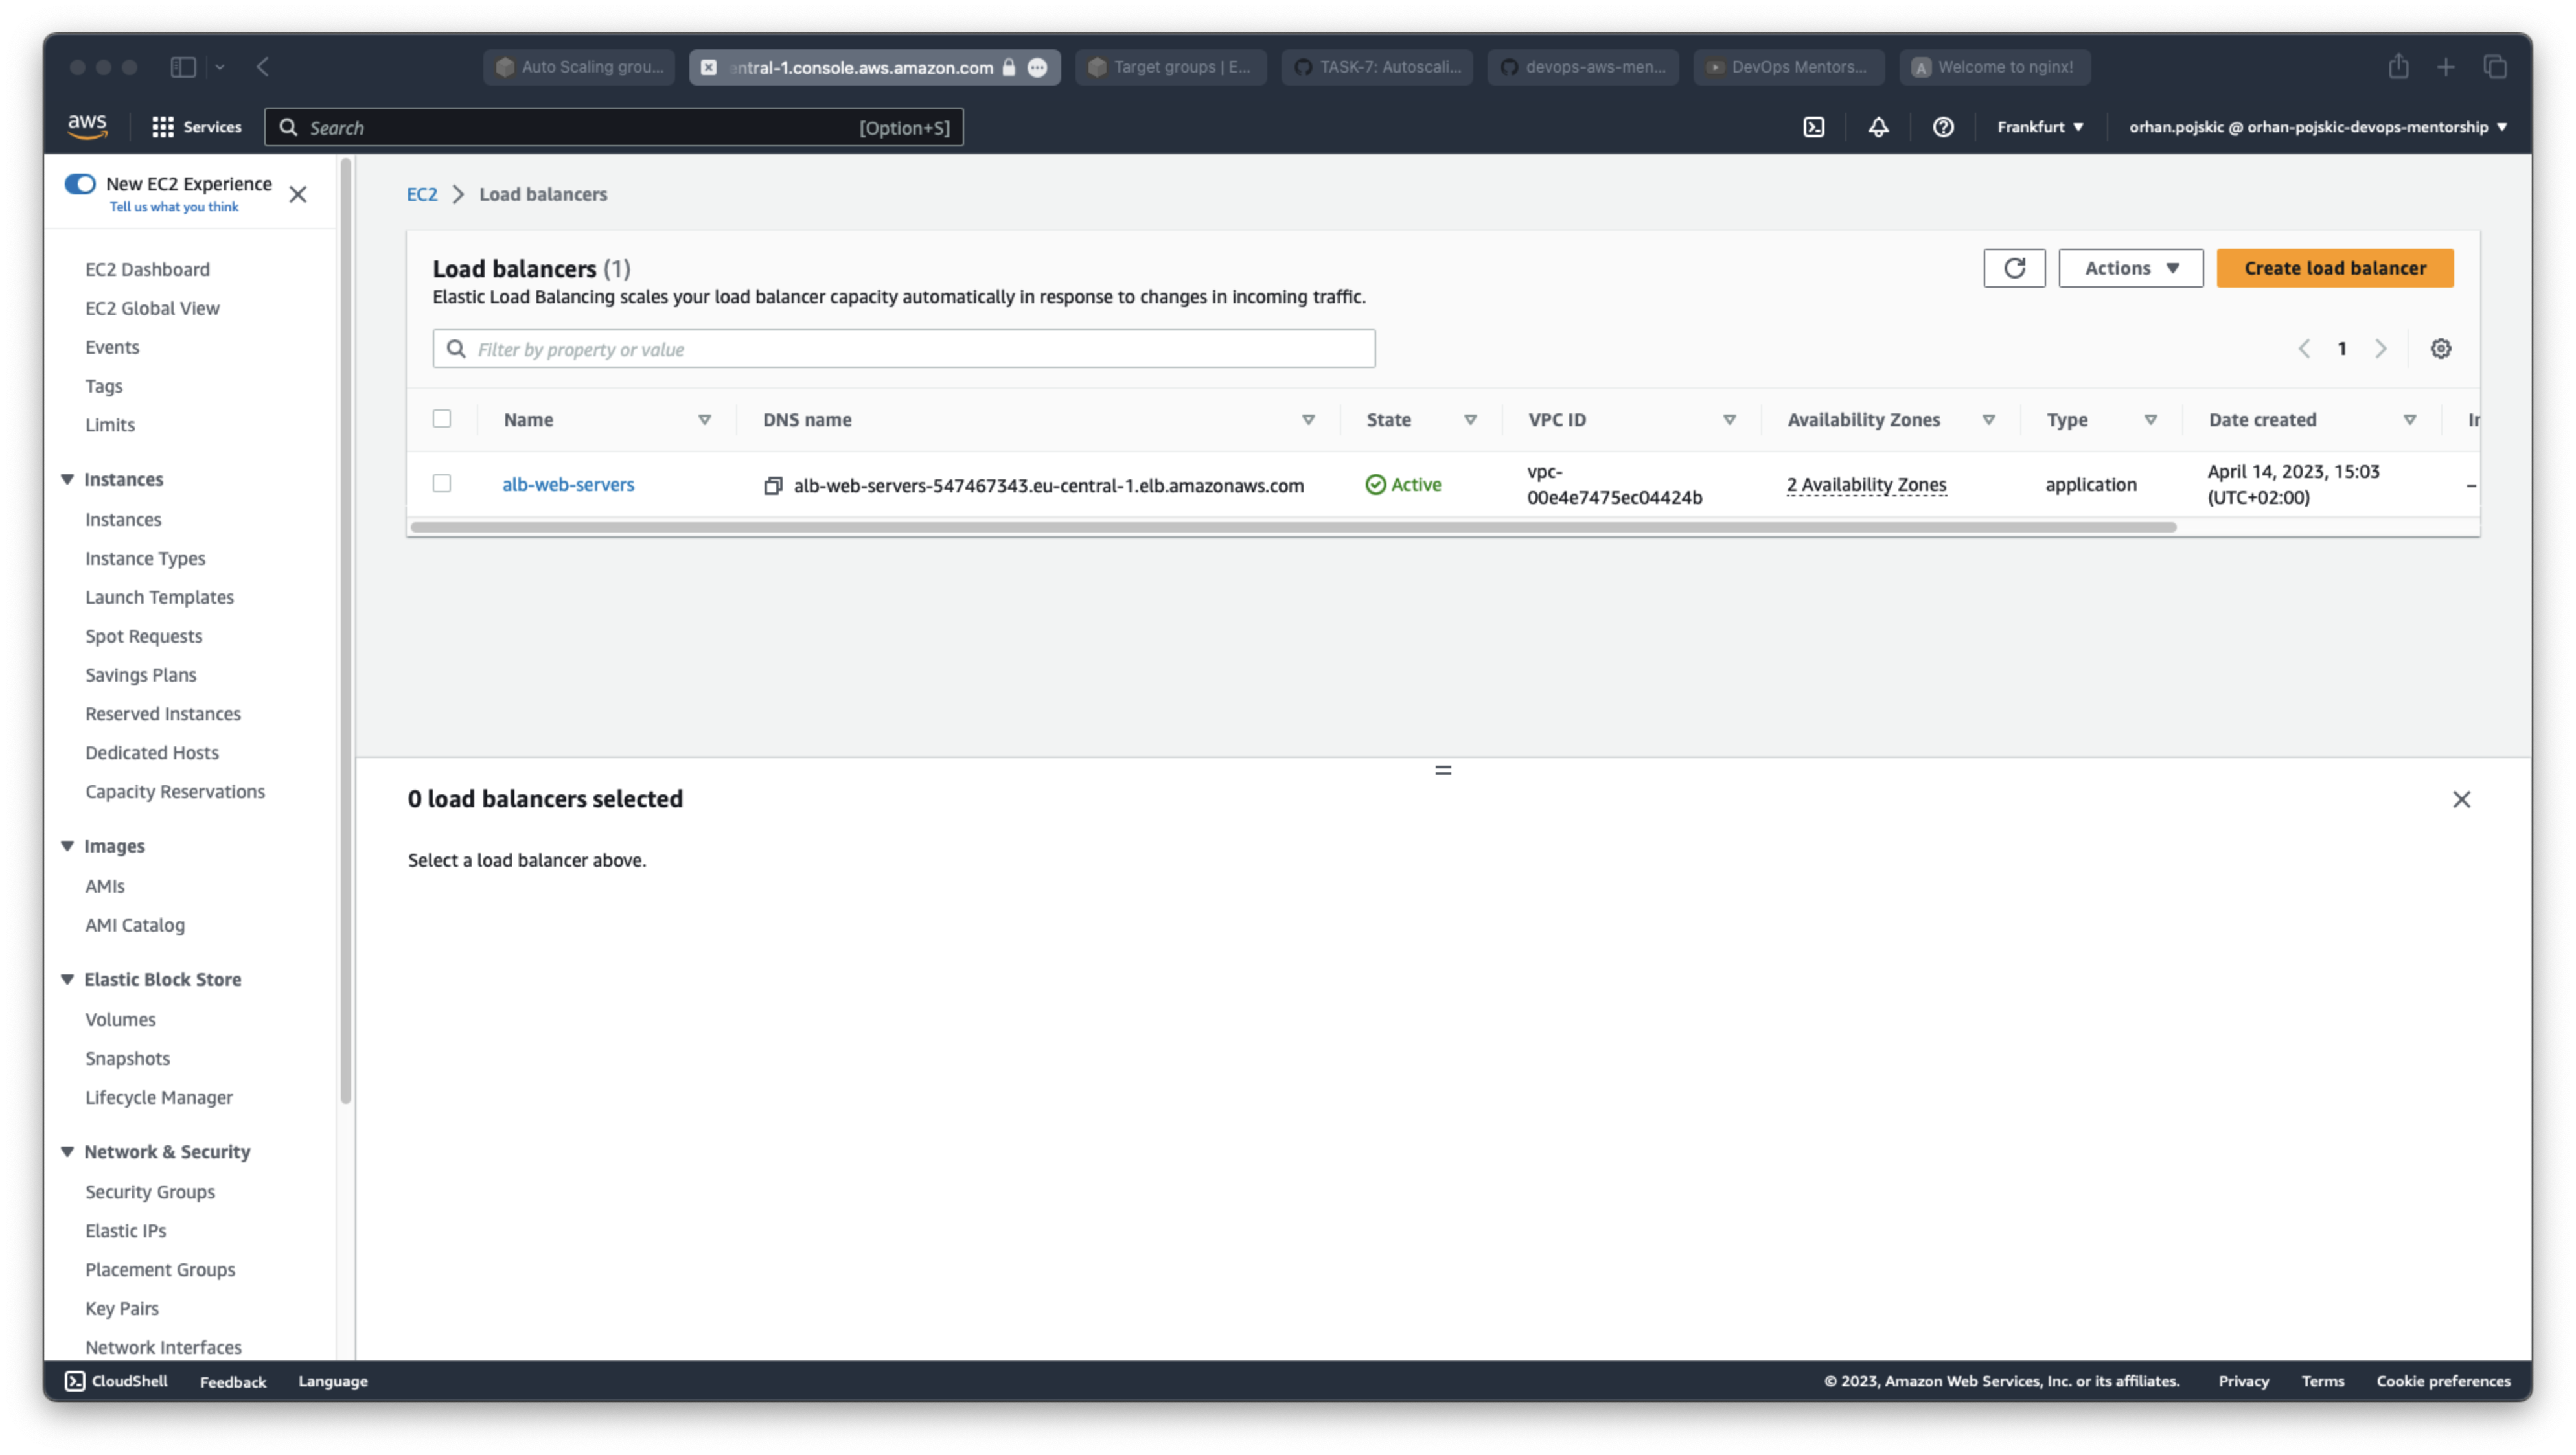 Auto Scaling grou...
entral-1.console.aws.amazon.com
Target groups | E...
TASK-7: Autoscali...
devops-aws-men...
DevOps Mentors...
A Welcome to nginx!
aws
Services
Search [Option+S]
Frankfurt
orhan.pojskic @ orhan-pojskic-devops-mentorship
New EC2 Experience
Tell us what you think
EC2 Dashboard
EC2 Global View
Events
Tags
Limits
Instances
Instances
Instance Types
Launch Templates
Spot Requests
Savings Plans
Reserved Instances
Dedicated Hosts
Capacity Reservations
Images
AMIs
AMI Catalog
Elastic Block Store
Volumes
Snapshots
Lifecycle Manager
Network & Security
Security Groups
Elastic IPs
Placement Groups
Key Pairs
Network Interfaces
EC2 > Load balancers
Load balancers (1)
Elastic Load Balancing scales your load balancer capacity automatically in response to changes in incoming traffic.
Actions
Create load balancer
Filter by property or value
1
Name DNS name State VPC ID Availability Zones Type Date created
alb-web-servers alb-web-servers-547467343.eu-central-1.elb.amazonaws.com Active vpc-00e4e7475ec04424b 2 Availability Zones application April 14, 2023, 15:03 (UTC+02:00) –
0 load balancers selected
Select a load balancer above.
CloudShell Feedback Language
© 2023, Amazon Web Services, Inc. or its affiliates. Privacy Terms Cookie preferences